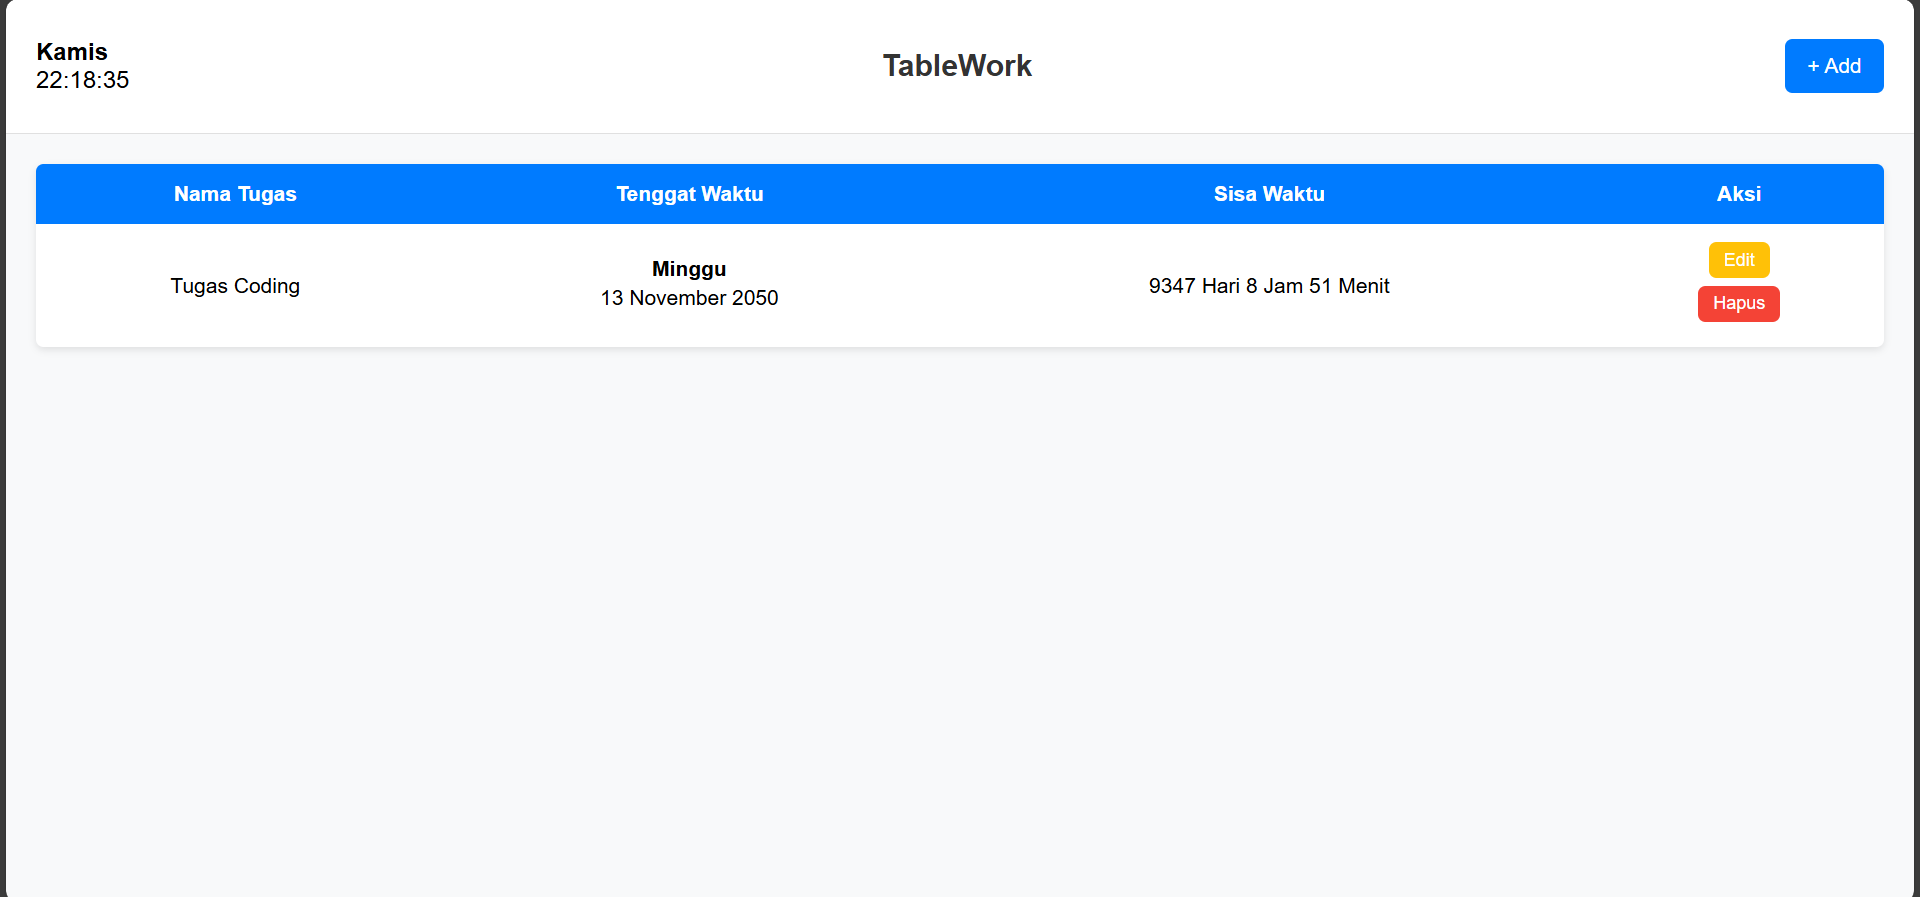 Kamis
22:18:35
TableWork
+ Add
Nama Tugas
Tenggat Waktu
Sisa Waktu
Aksi
Tugas Coding
Minggu
13 November 2050
9347 Hari 8 Jam 51 Menit
Edit
Hapus